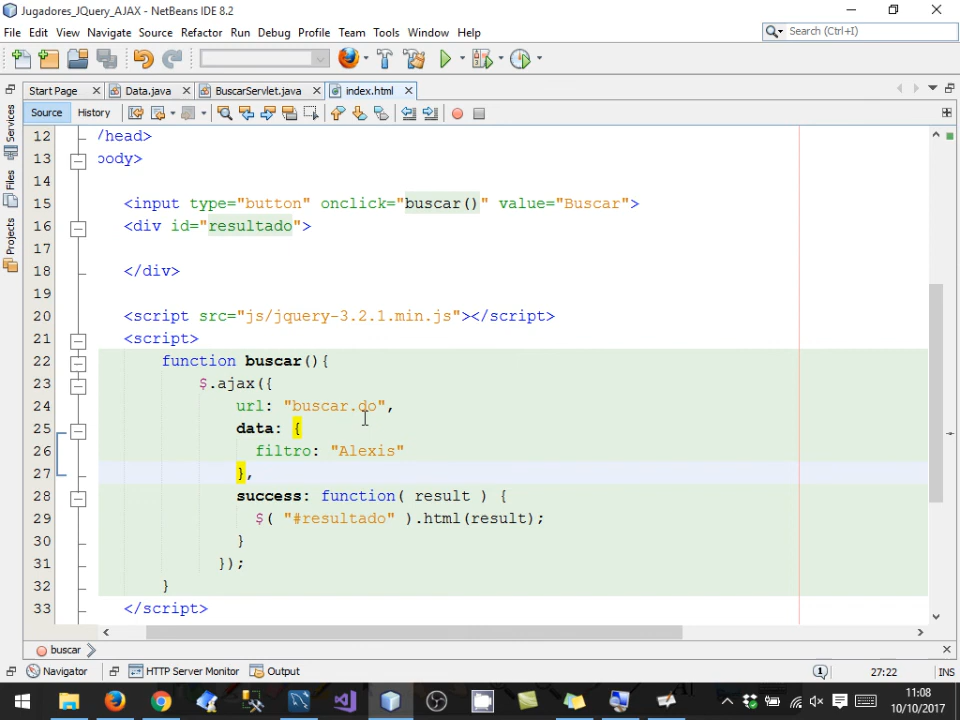 Jugadores_JQuery_AJAX - NetBeans IDE 8.2
File Edit View Navigate Source Refactor Run Debug Profile Team Tools Window Help
Search (Ctrl+I)
Start Page Data.java BuscarServlet.java index.html
Source History
Services
Files
Projects
12 /head>
13 body>
14
15 <input type="button" onclick="buscar()" value="Buscar">
16 <div id="resultado">
17
18 </div>
19
20 <script src="js/jquery-3.2.1.min.js"></script>
21 <script>
22 function buscar(){
23 $.ajax({
24 url: "buscar.do",
25 data: {
26 filtro: "Alexis"
27 },
28 success: function( result ) {
29 $( "#resultado" ).html(result);
30 }
31 });
32 }
33 </script>
buscar
Navigator HTTP Server Monitor Output 1 27:22 INS
11:08
10/10/2017